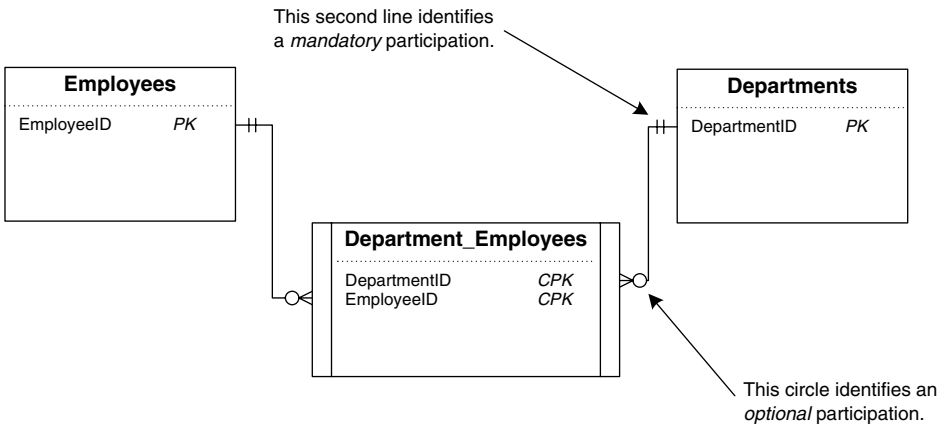 This second line identifies
a mandatory participation.
Employees
EmployeeID PK
Departments
DepartmentID PK
Department_Employees
DepartmentID CPK
EmployeeID CPK
This circle identifies an
optional participation.